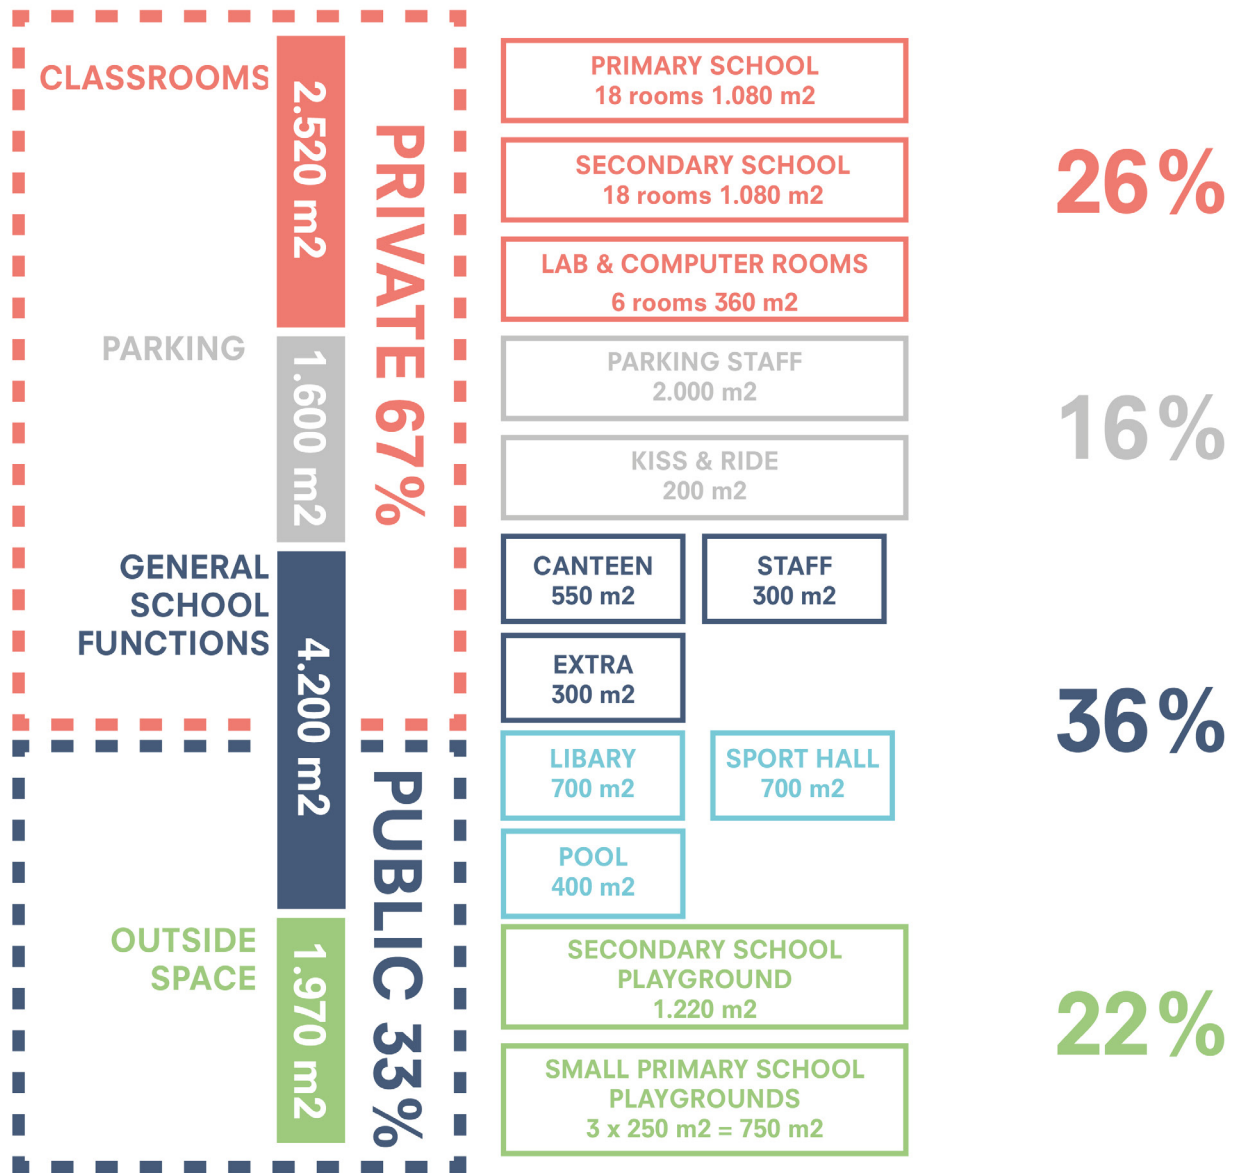 CLASSROOMS
2.520 m2
PARKING
1.600 m2
GENERAL
SCHOOL
FUNCTIONS
4.200 m2
OUTSIDE
SPACE
1.970 m2
PRIVATE 67%
PUBLIC 33%
PRIMARY SCHOOL
18 rooms 1.080 m2
SECONDARY SCHOOL
18 rooms 1.080 m2
LAB & COMPUTER ROOMS
6 rooms 360 m2
26%
PARKING STAFF
2.000 m2
KISS & RIDE
200 m2
16%
CANTEEN
550 m2
STAFF
300 m2
EXTRA
300 m2
LIBARY
700 m2
SPORT HALL
700 m2
POOL
400 m2
36%
SECONDARY SCHOOL
PLAYGROUND
1.220 m2
SMALL PRIMARY SCHOOL
PLAYGROUNDS
3 x 250 m2 = 750 m2
22%